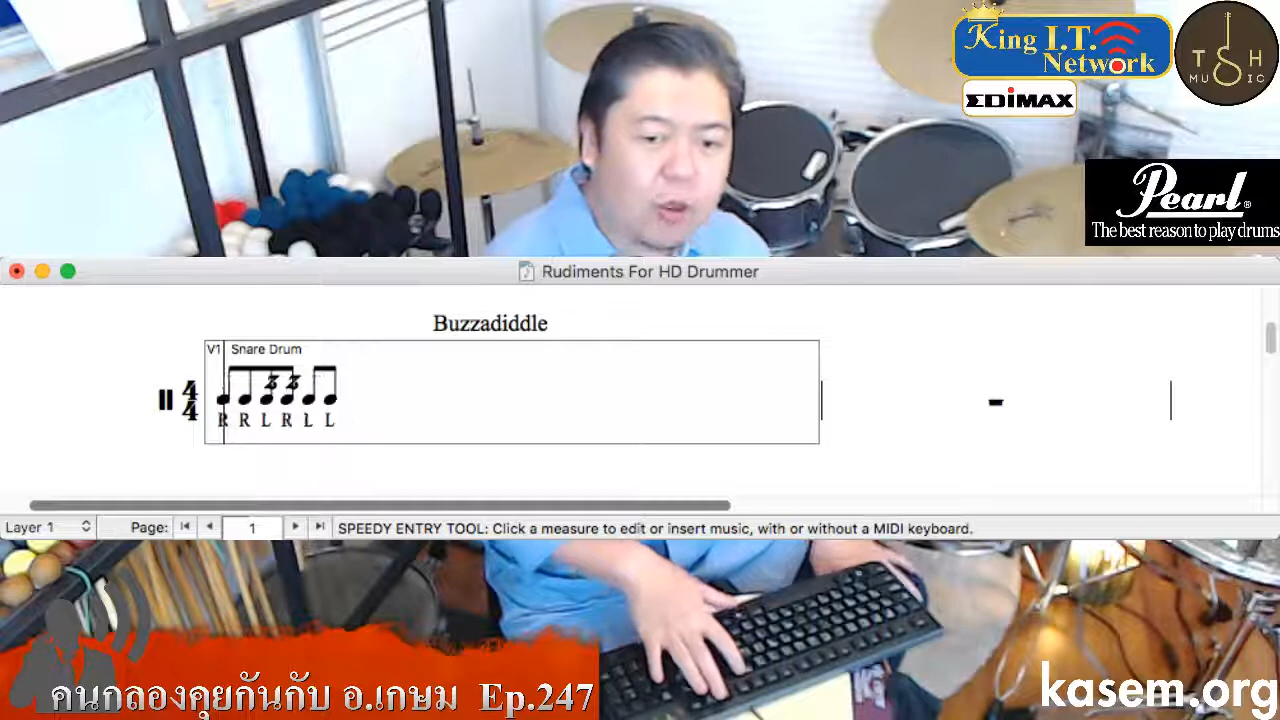 King I.T.
Network
EDIMAX
T S H
MUSIC
Pearl®
The best reason to play drums
Rudiments For HD Drummer
Buzzadiddle
V1 Snare Drum
4
4
z z
R R L R L L
Layer 1 Page: 1 SPEEDY ENTRY TOOL: Click a measure to edit or insert music, with or without a MIDI keyboard.
คนกลองคุยกันกับ อ.เกษม Ep.247
kasem.org